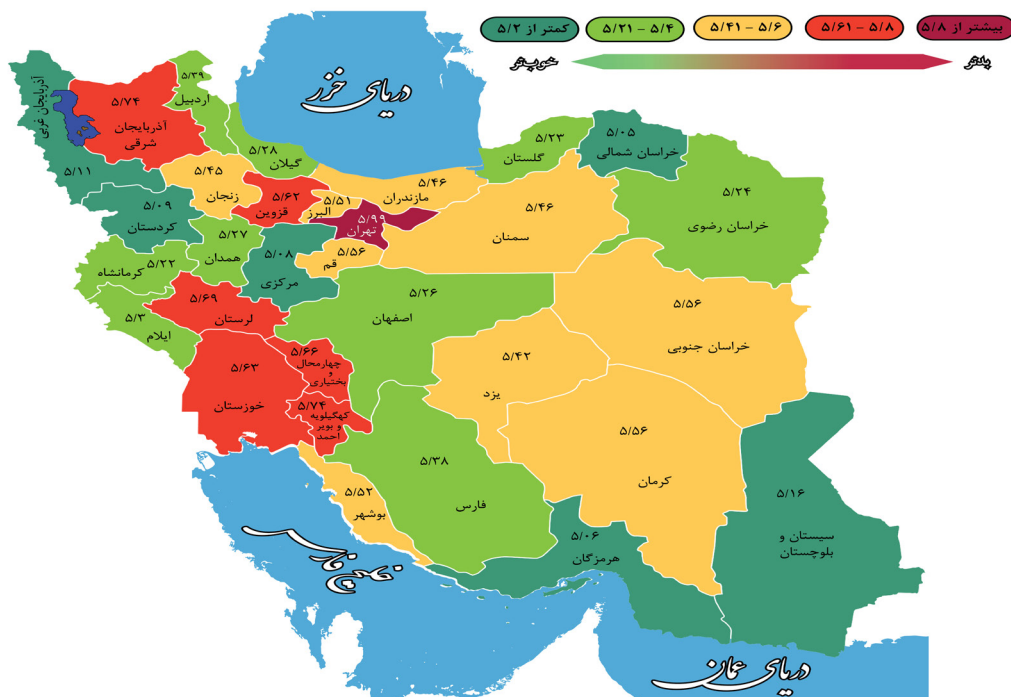 بیشتر از ۵/۸
۵/۶۱ – ۵/۸
۵/۴۱ – ۵/۶
۵/۲۱ – ۵/۴
کمتر از ۵/۲
بدتر
خوب‌تر
دریای خزر
۵/۳۹
اردبیل
۵/۷۴
آذربایجان
شرقی
آذربایجان غربی
۵/۱۱
۵/۰۵
خراسان شمالی
۵/۲۳
گلستان
۵/۲۸
گیلان
۵/۲۴
خراسان رضوی
۵/۴۶
مازندران
۵/۴۵
زنجان
۵/۶۲
قزوین
۵/۵۱
البرز
۵/۹۹
تهران
۵/۴۶
سمنان
۵/۰۹
کردستان
۵/۲۷
همدان
۵/۰۸
مرکزی
۵/۵۶
قم
۵/۲۲
کرمانشاه
۵/۶۹
لرستان
۵/۲۶
اصفهان
۵/۵۶
خراسان جنوبی
۵/۳
ایلام
۵/۶۶
چهارمحال
و
بختیاری
۵/۴۲
یزد
۵/۶۳
خوزستان
۵/۷۴
کهگیلویه
و بویر
احمد
۵/۵۶
کرمان
۵/۳۸
فارس
۵/۵۲
بوشهر
۵/۱۶
سیستان و
بلوچستان
۵/۰۶
هرمزگان
خلیج فارس
دریای عمان